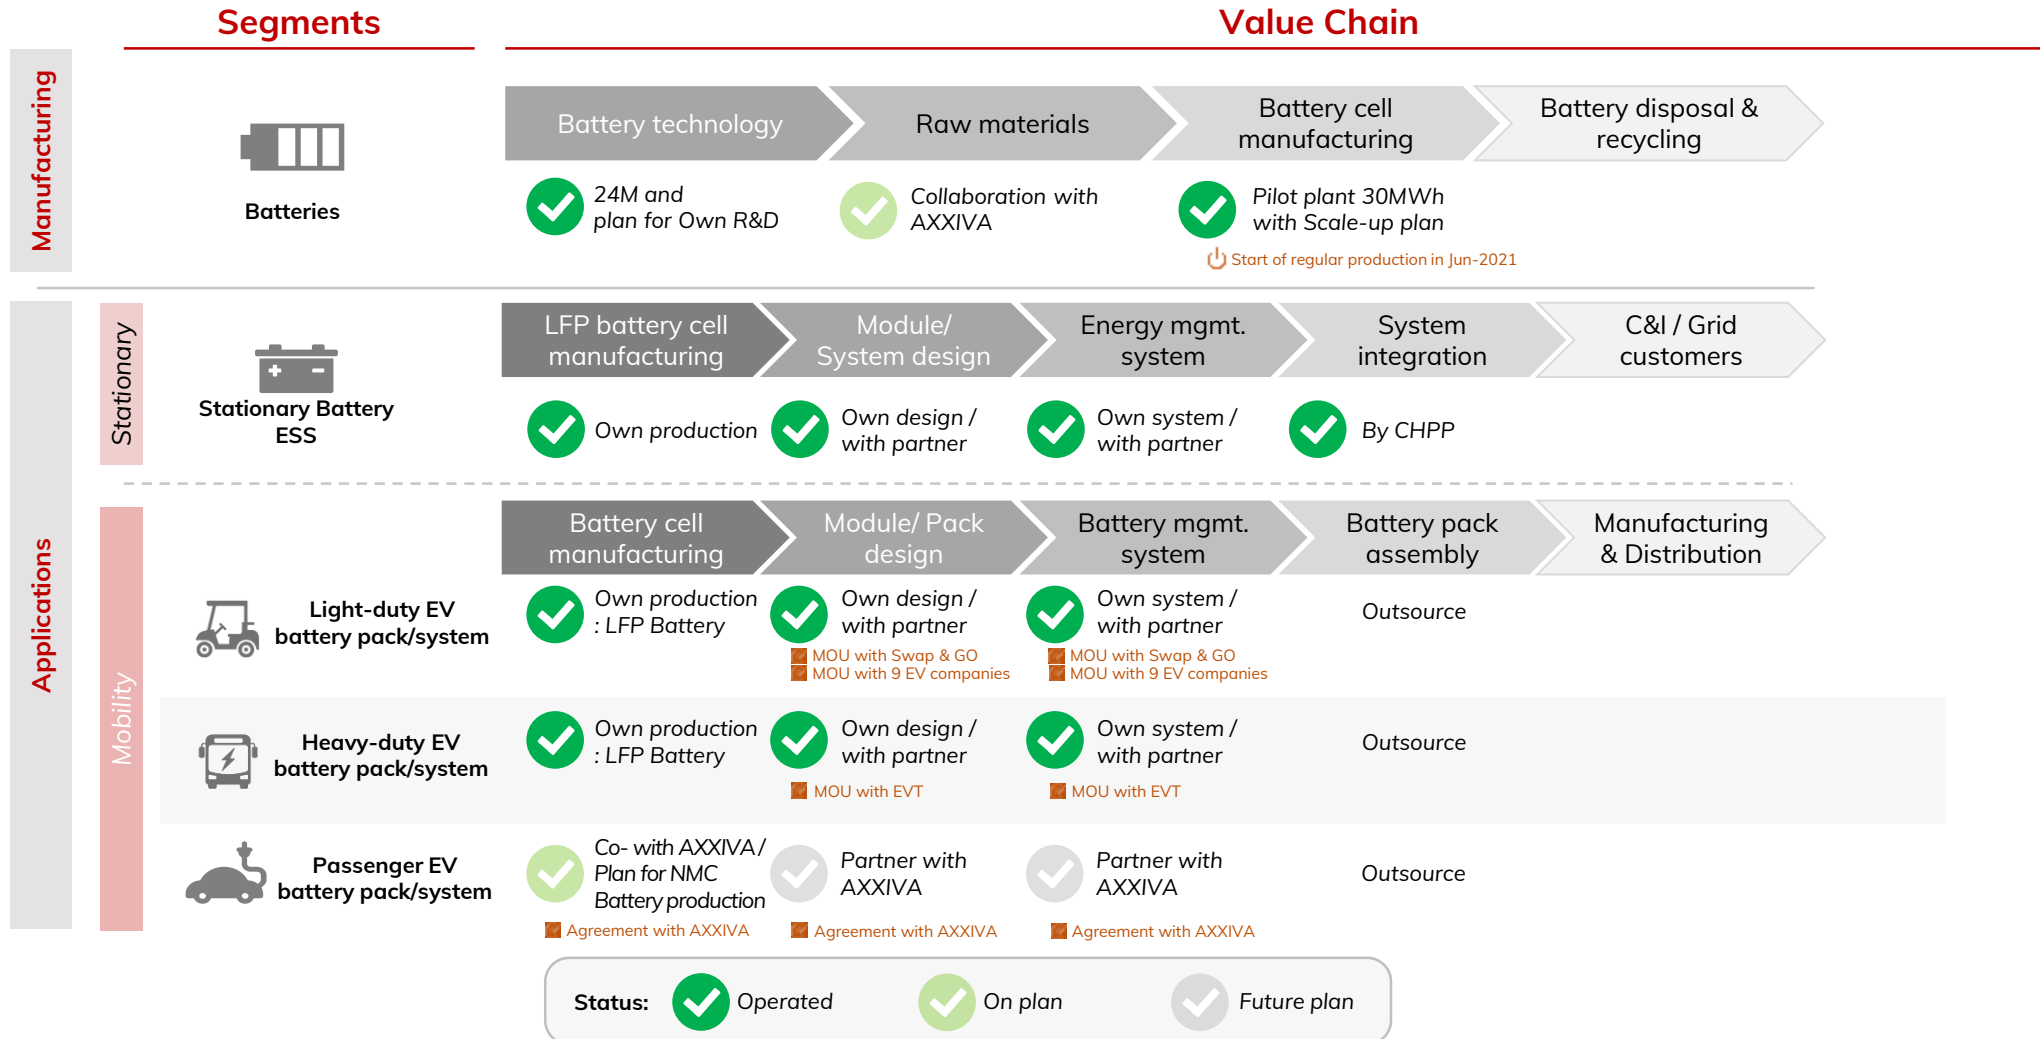 Segments
Value Chain
Manufacturing
Batteries
Battery technology
Raw materials
Battery cell
manufacturing
Battery disposal &
recycling
24M and
plan for Own R&D
Collaboration with
AXXIVA
Pilot plant 30MWh
with Scale-up plan
Start of regular production in Jun-2021
Applications
Stationary
Stationary Battery
ESS
LFP battery cell
manufacturing
Module/
System design
Energy mgmt.
system
System
integration
C&I / Grid
customers
Own production
Own design /
with partner
Own system /
with partner
By CHPP
Mobility
Battery cell
manufacturing
Module/ Pack
design
Battery mgmt.
system
Battery pack
assembly
Manufacturing
& Distribution
Light-duty EV
battery pack/system
Own production
: LFP Battery
Own design /
with partner
MOU with Swap & GO
MOU with 9 EV companies
Own system /
with partner
MOU with Swap & GO
MOU with 9 EV companies
Outsource
Heavy-duty EV
battery pack/system
Own production
: LFP Battery
Own design /
with partner
MOU with EVT
Own system /
with partner
MOU with EVT
Outsource
Passenger EV
battery pack/system
Co- with AXXIVA /
Plan for NMC
Battery production
Agreement with AXXIVA
Partner with
AXXIVA
Agreement with AXXIVA
Partner with
AXXIVA
Agreement with AXXIVA
Outsource
Status:
Operated
On plan
Future plan